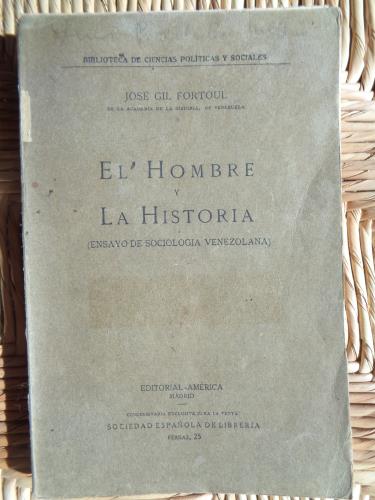 BIBLIOTECA DE CIENCIAS POLÍTICAS Y SOCIALES
JOSÉ GIL FORTOUL
DE LA ACADEMIA DE LA HISTORIA, DE VENEZUELA
EL HOMBRE
Y
LA HISTORIA
(ENSAYO DE SOCIOLOGIA VENEZOLANA)
EDITORIAL-AMÉRICA
MADRID
CONCESIONARIA EXCLUSIVA PARA LA VENTA
SOCIEDAD ESPAÑOLA DE LIBRERÍA
FERRAZ, 25